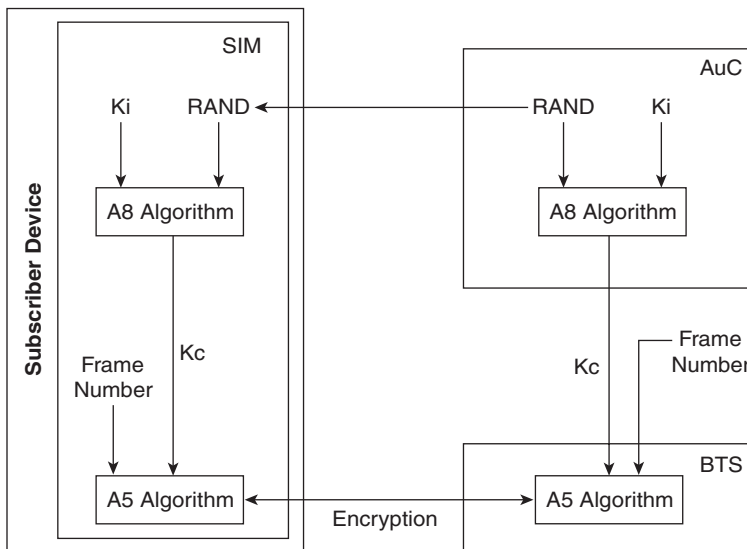 SIM
AuC
Ki
RAND
RAND
Ki
A8 Algorithm
A8 Algorithm
Subscriber Device
Kc
Frame
Number
Kc
Frame
Number
BTS
A5 Algorithm
A5 Algorithm
Encryption